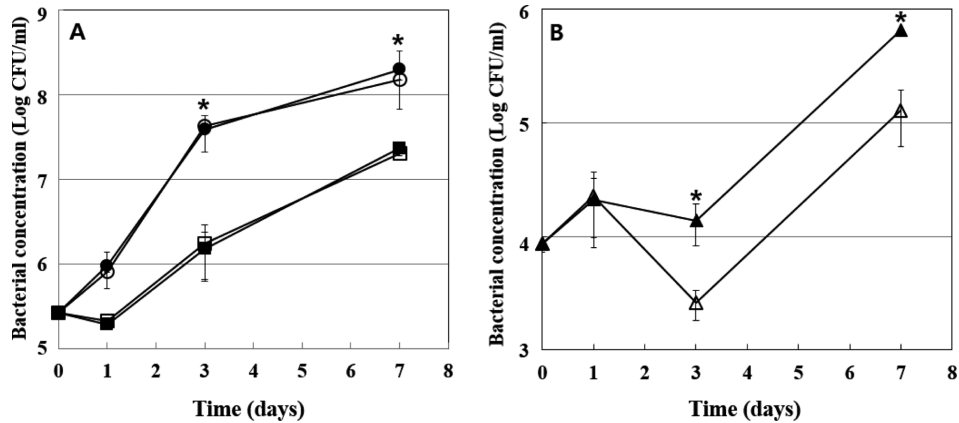 A
9
8
7
6
5
0 1 2 3 4 5 6 7 8
Time (days)
Bacterial concentration (Log CFU/ml)
*
*
B
6
5
4
3
0 1 2 3 4 5 6 7 8
Time (days)
Bacterial concentration (Log CFU/ml)
*
*